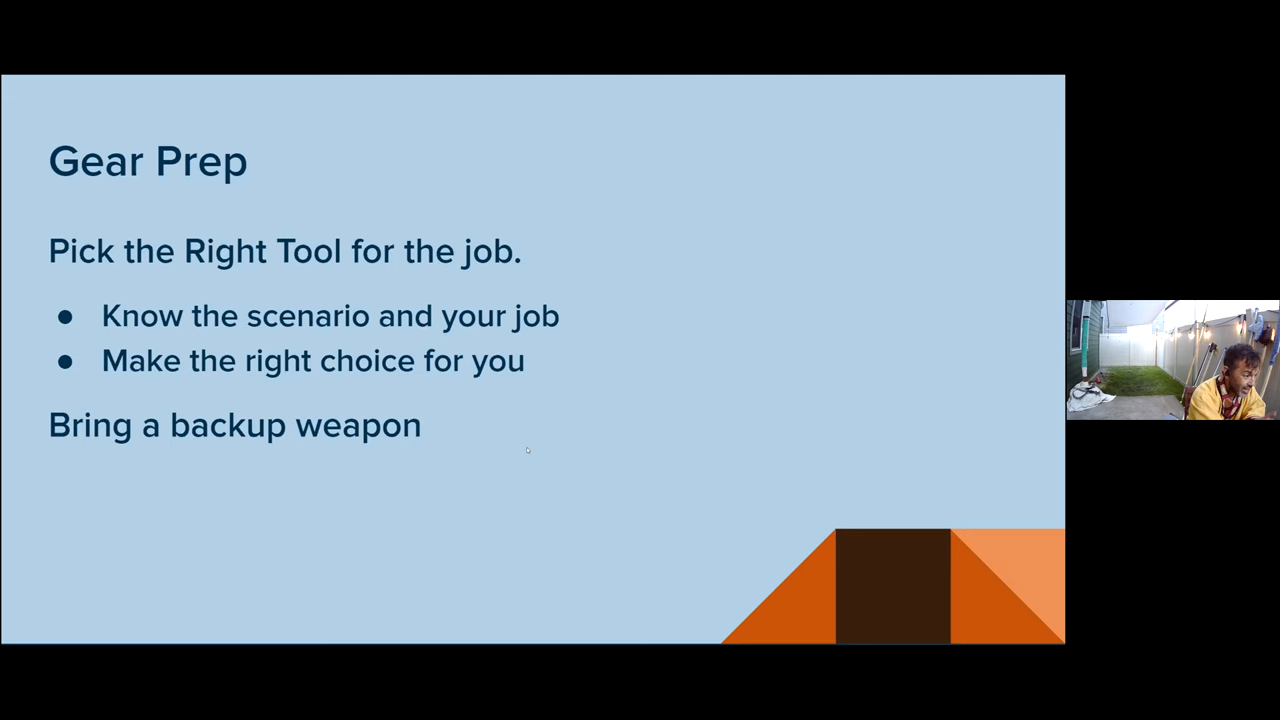 Gear Prep
Pick the Right Tool for the job.
● Know the scenario and your job
● Make the right choice for you
Bring a backup weapon